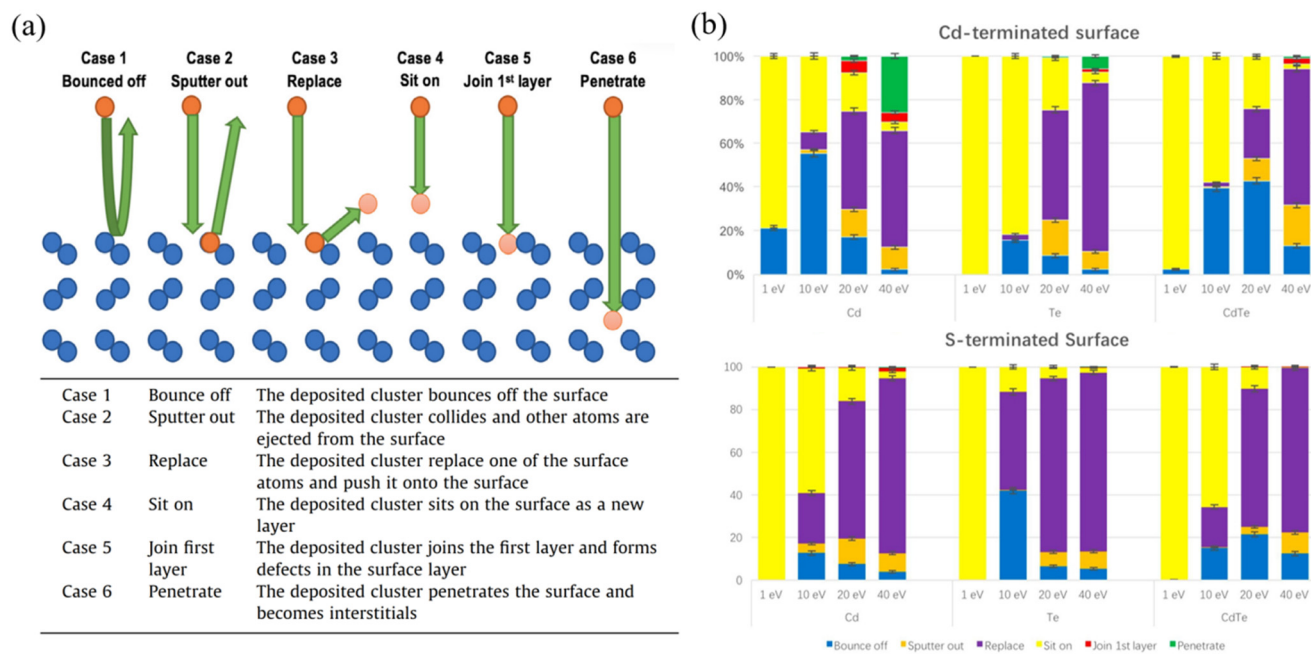 (a)
Case 1
Bounced off
Case 2
Sputter out
Case 3
Replace
Case 4
Sit on
Case 5
Join 1st layer
Case 6
Penetrate
Case 1 Bounce off The deposited cluster bounces off the surface
Case 2 Sputter out The deposited cluster collides and other atoms are
ejected from the surface
Case 3 Replace The deposited cluster replace one of the surface
atoms and push it onto the surface
Case 4 Sit on The deposited cluster sits on the surface as a new
layer
Case 5 Join first The deposited cluster joins the first layer and forms
layer defects in the surface layer
Case 6 Penetrate The deposited cluster penetrates the surface and
becomes interstitials
(b)
Cd-terminated surface
100%
80%
60%
40%
20%
0%
1 eV 10 eV 20 eV 40 eV 1 eV 10 eV 20 eV 40 eV 1 eV 10 eV 20 eV 40 eV
Cd Te CdTe
S-terminated Surface
100
80
60
40
20
0
1 eV 10 eV 20 eV 40 eV 1 eV 10 eV 20 eV 40 eV 1 eV 10 eV 20 eV 40 eV
Cd Te CdTe
Bounce off Sputter out Replace Sit on Join 1st layer Penetrate